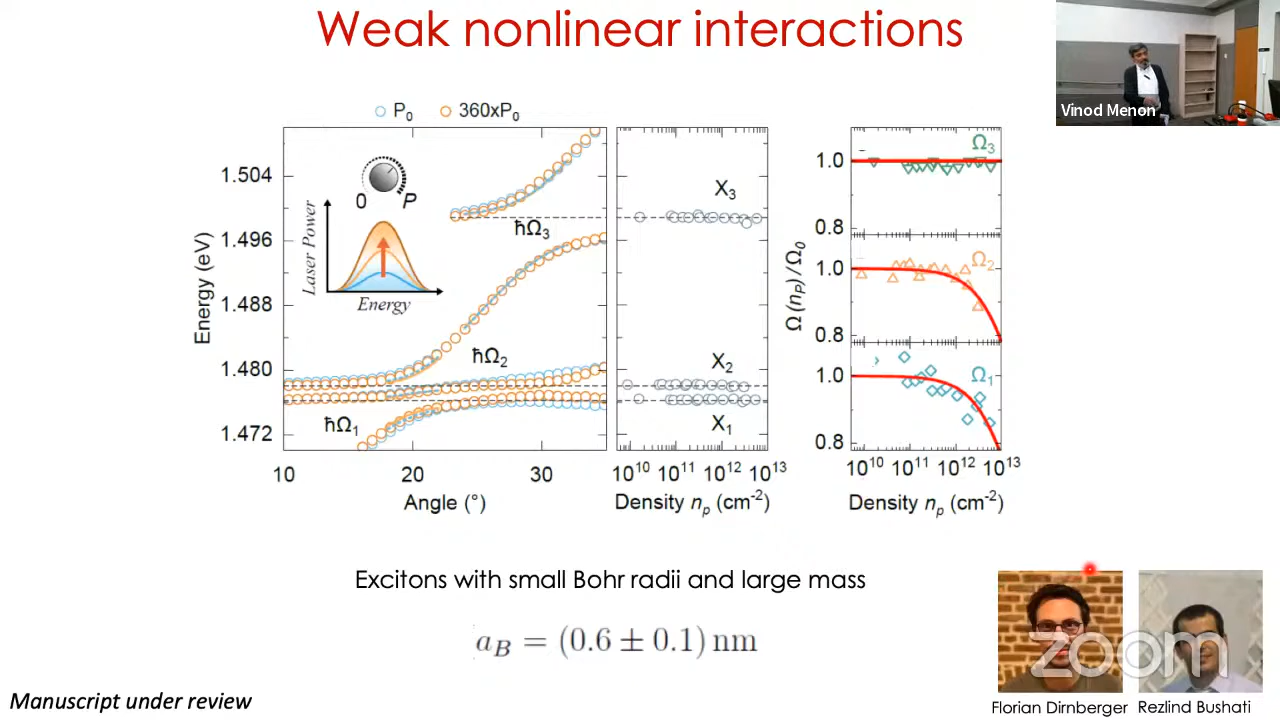 Weak nonlinear interactions
Vinod Menon
P₀ 360xP₀
Energy (eV)
1.504
1.496
1.488
1.480
1.472
0 P
Laser Power
Energy
ħΩ₃
ħΩ₂
ħΩ₁
10 20 30
Angle (°)
X₃
X₂
X₁
10¹⁰ 10¹¹ 10¹² 10¹³
Density nₚ (cm⁻²)
Ω (nₚ) / Ω₀
Ω₃
1.0
0.8
Ω₂
1.0
0.8
Ω₁
1.0
0.8
10¹⁰ 10¹¹ 10¹² 10¹³
Density nₚ (cm⁻²)
Excitons with small Bohr radii and large mass
a_B = (0.6 ± 0.1) nm
zoom
Florian Dirnberger Rezlind Bushati
Manuscript under review